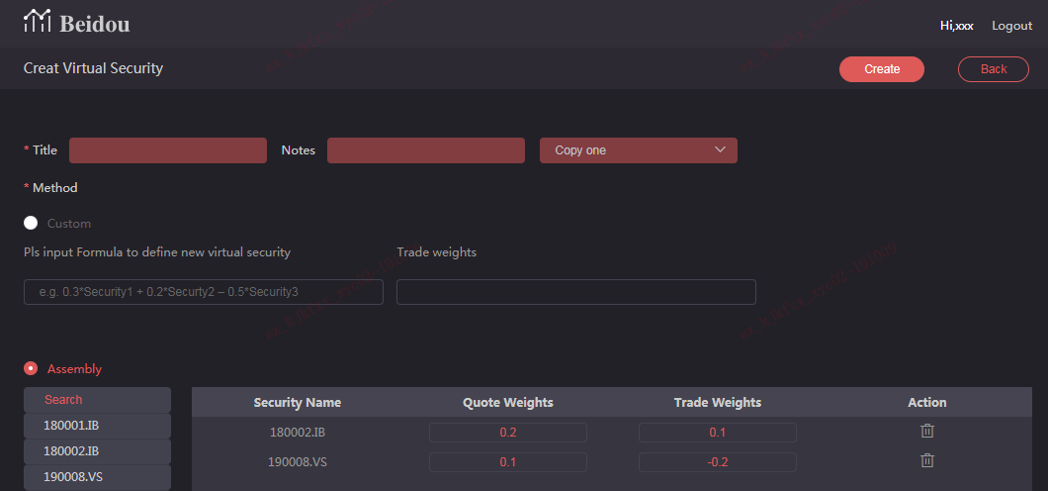 Beidou
Hi,xxx Logout
Creat Virtual Security Create Back
* Title Notes Copy one
* Method
Custom
Pls input Formula to define new virtual security Trade weights
e.g. 0.3*Security1 + 0.2*Securty2 – 0.5*Security3
Assembly
Search
180001.IB
180002.IB
190008.VS
Security Name Quote Weights Trade Weights Action
180002.IB 0.2 0.1
190008.VS 0.1 -0.2